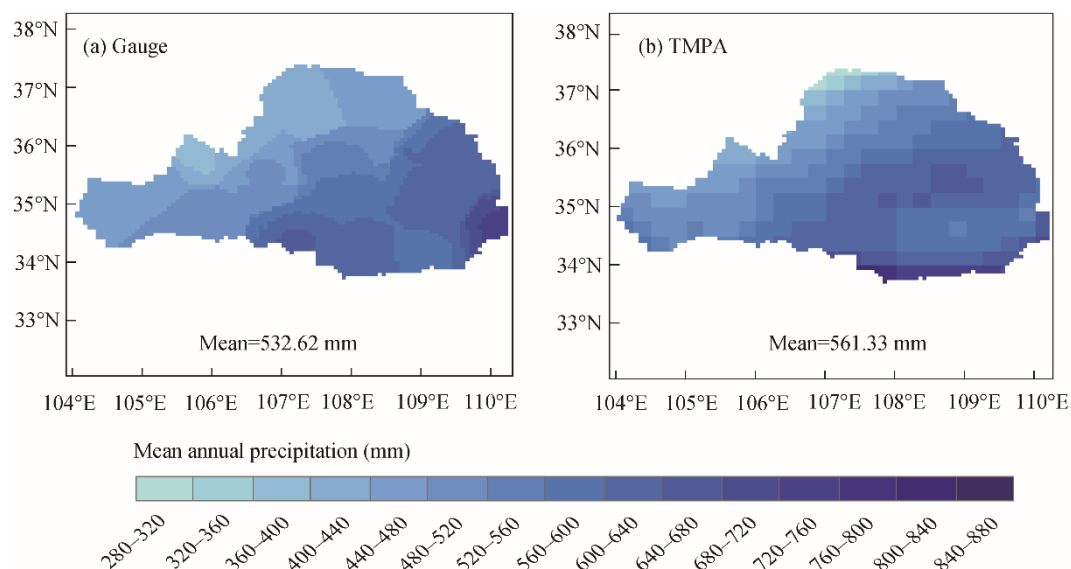 (a) Gauge
38°N
37°N
36°N
35°N
34°N
33°N
Mean=532.62 mm
104°E 105°E 106°E 107°E 108°E 109°E 110°E
(b) TMPA
38°N
37°N
36°N
35°N
34°N
33°N
Mean=561.33 mm
104°E 105°E 106°E 107°E 108°E 109°E 110°E
Mean annual precipitation (mm)
280–320 320–360 360–400 400–440 440–480 480–520 520–560 560–600 600–640 640–680 680–720 720–760 760–800 800–840 840–880